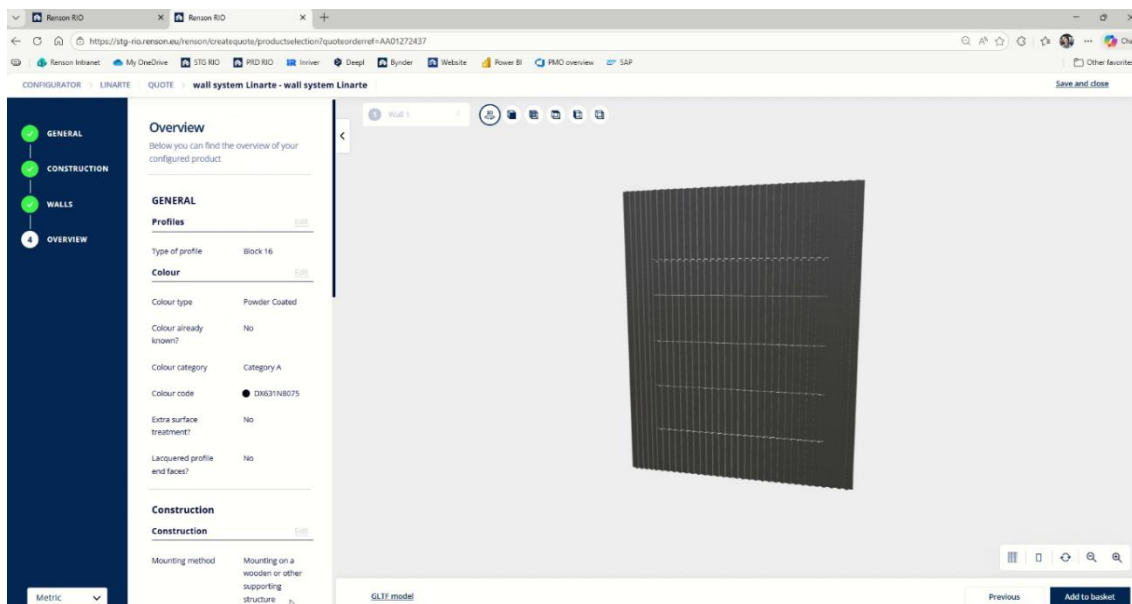 Renson RIO
Renson RIO
https://stg-rio.renson.eu/renson/createquote/productselection?quoteorderref=AA01272437
Renson Intranet
My OneDrive
STG RIO
PRD RIO
Inriver
Deepl
Bynder
Website
Power BI
PMO overview
SAP
Other favorites
CONFIGURATOR
LINARTE
QUOTE
wall system Linarte - wall system Linarte
Save and close
GENERAL
CONSTRUCTION
WALLS
4 OVERVIEW
Overview
Below you can find the overview of your
configured product
GENERAL
Profiles Edit
Type of profile Block 16
Colour Edit
Colour type Powder Coated
Colour already No
known?
Colour category Category A
Colour code DX631N8075
Extra surface No
treatment?
Lacquered profile No
end faces?
Construction
Construction Edit
Mounting method Mounting on a
wooden or other
supporting
structure
1 Wall 1
Metric
GLTF model
Previous
Add to basket